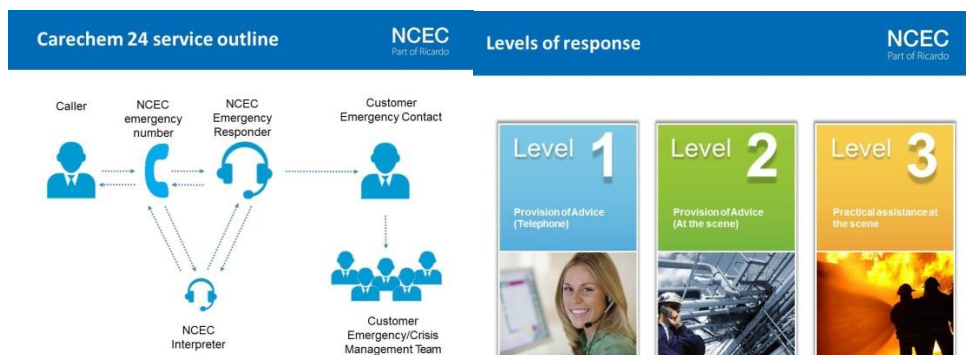 Carechem 24 service outline
NCEC
Part of Ricardo
Caller
NCEC
emergency
number
NCEC
Emergency
Responder
Customer
Emergency Contact
NCEC
Interpreter
Customer
Emergency/Crisis
Management Team
Levels of response
NCEC
Part of Ricardo
Level 1
Provision of Advice
(Telephone)
Level 2
Provision of Advice
(At the scene)
Level 3
Practical assistance at
the scene